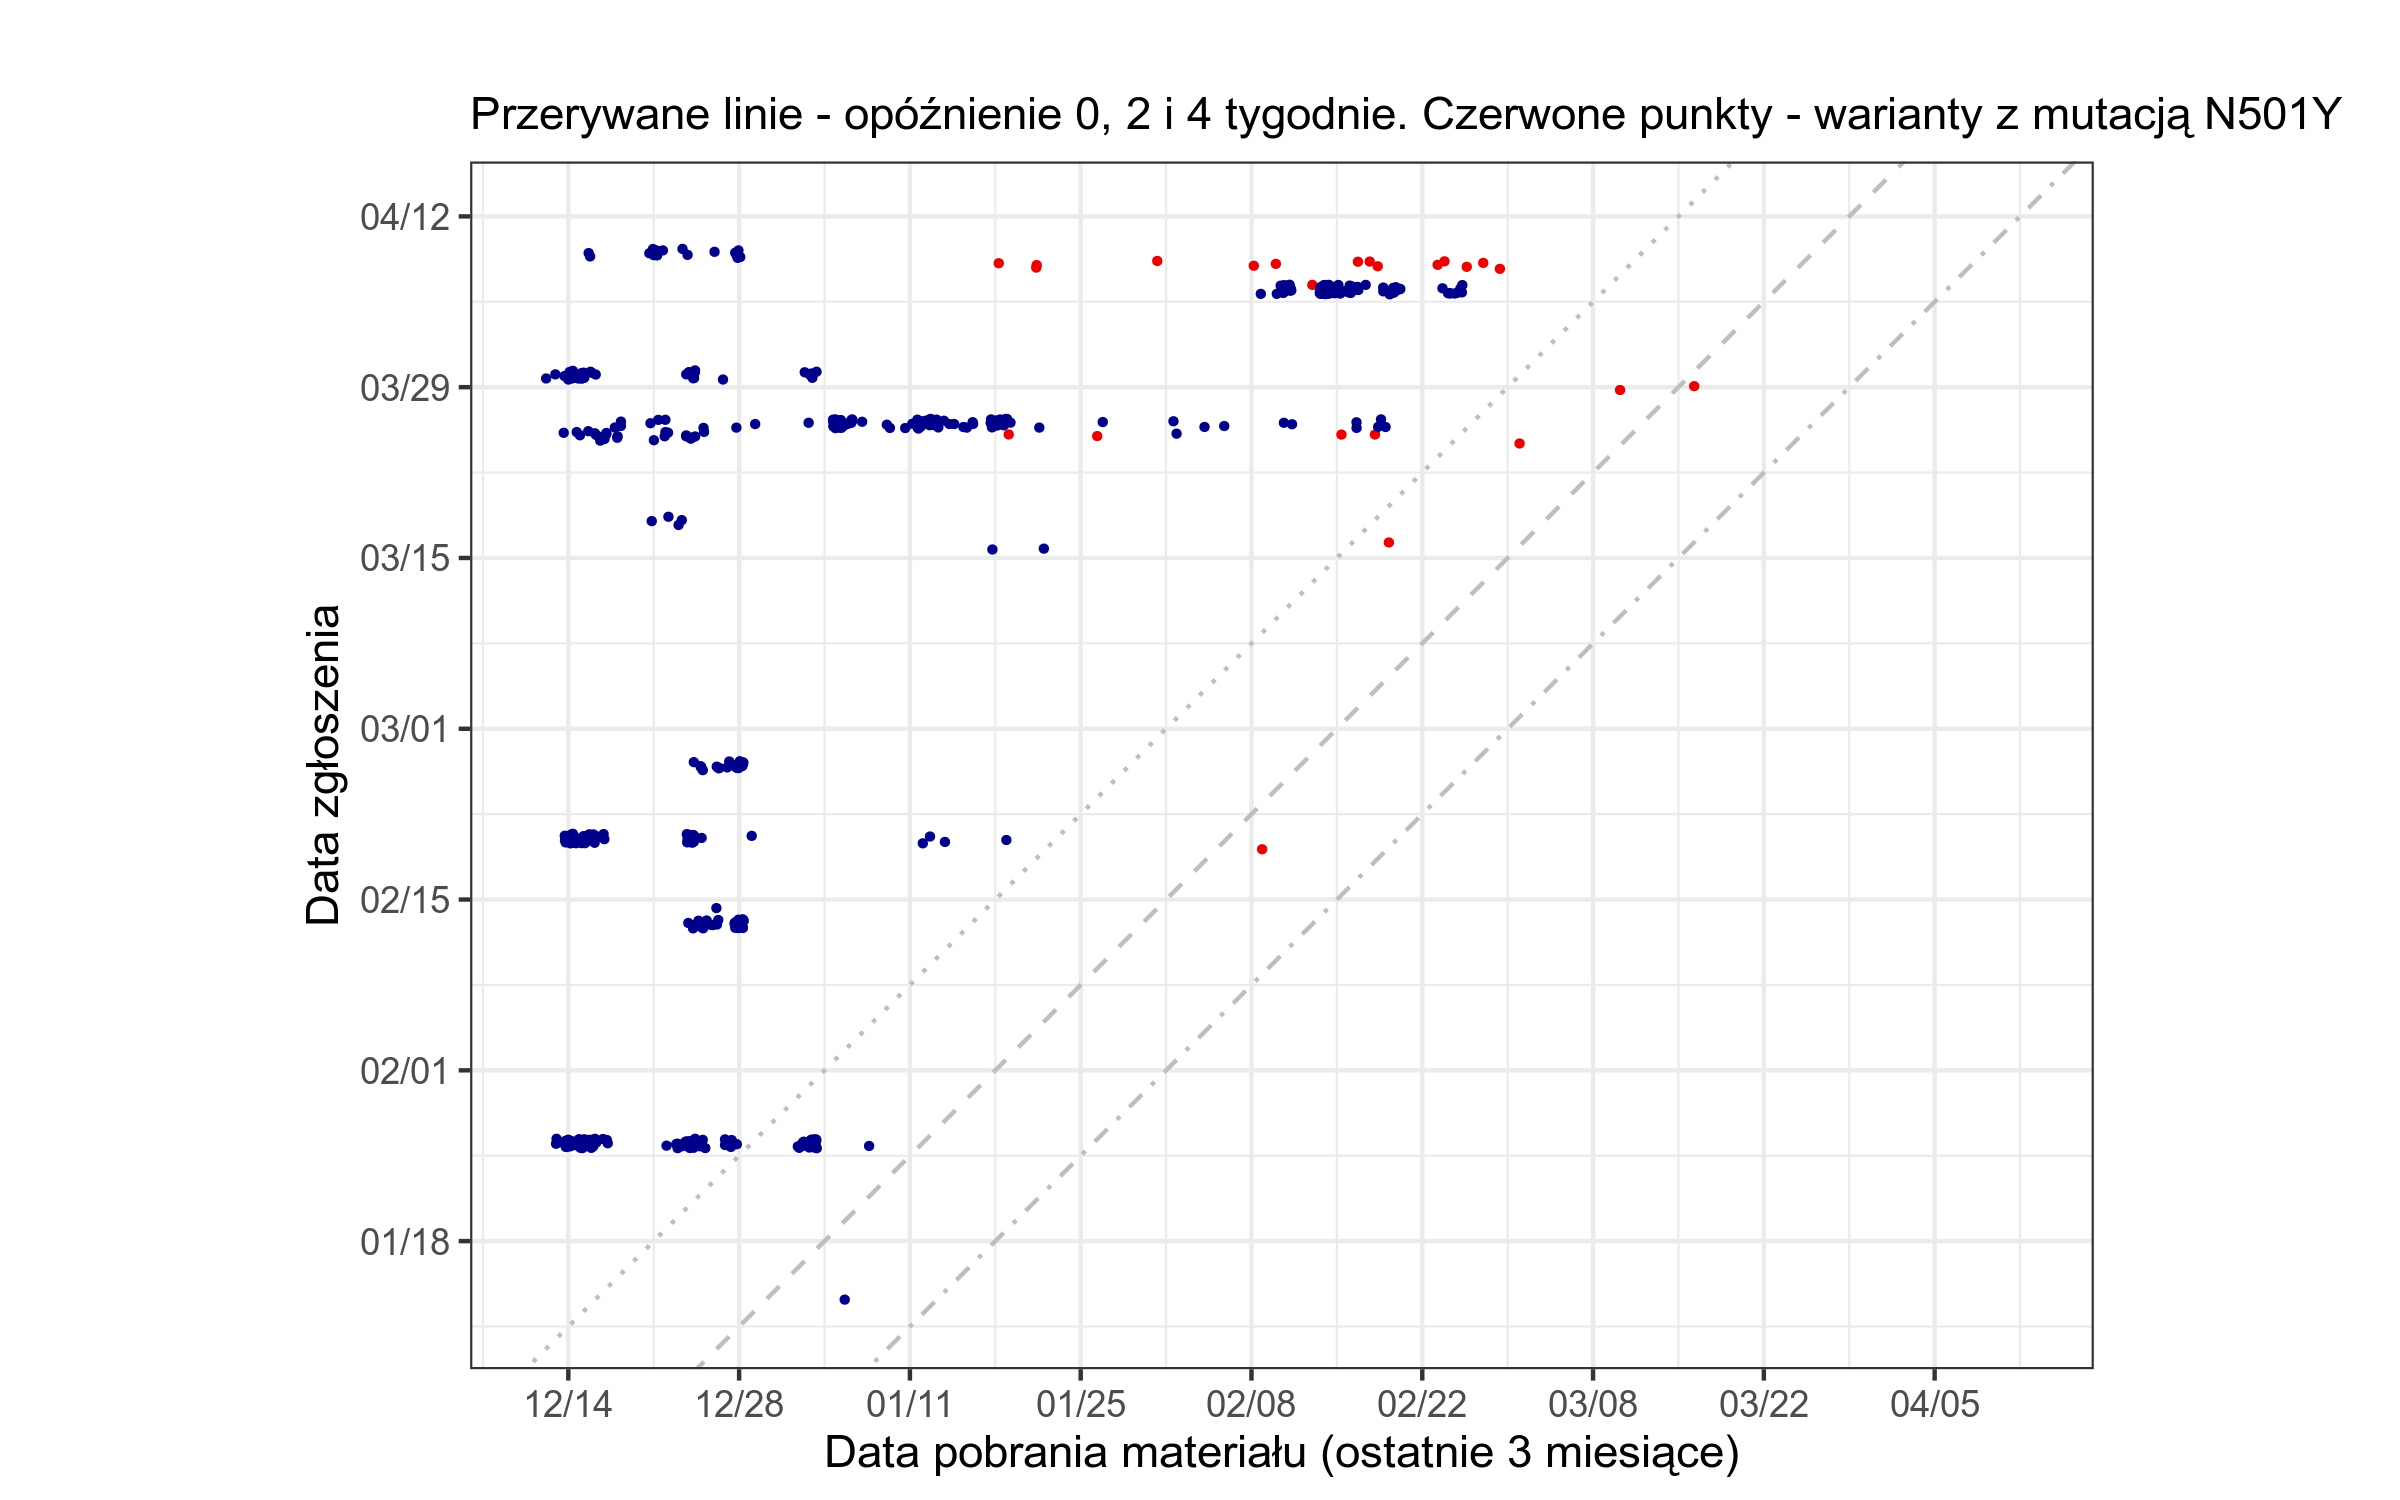 Przerywane linie - opóźnienie 0, 2 i 4 tygodnie. Czerwone punkty - warianty z mutacją N501Y
Data zgłoszenia
04/12
03/29
03/15
03/01
02/15
02/01
01/18
12/14 12/28 01/11 01/25 02/08 02/22 03/08 03/22 04/05
Data pobrania materiału (ostatnie 3 miesiące)